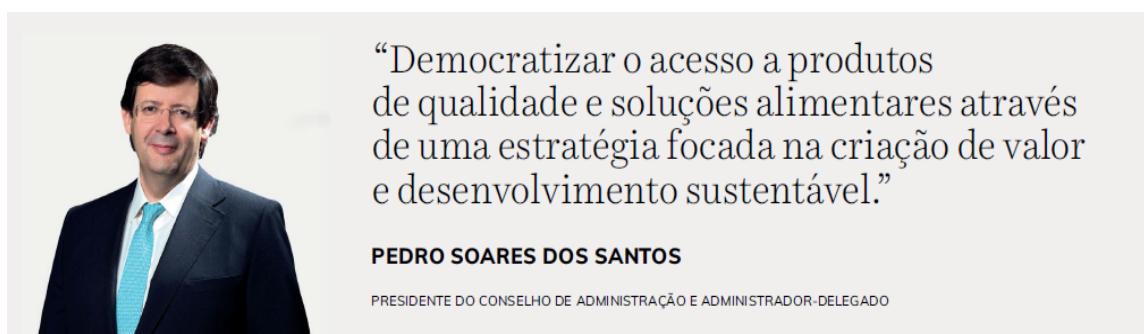 “Democratizar o acesso a produtos
de qualidade e soluções alimentares através
de uma estratégia focada na criação de valor
e desenvolvimento sustentável.”
PEDRO SOARES DOS SANTOS
PRESIDENTE DO CONSELHO DE ADMINISTRAÇÃO E ADMINISTRADOR-DELEGADO